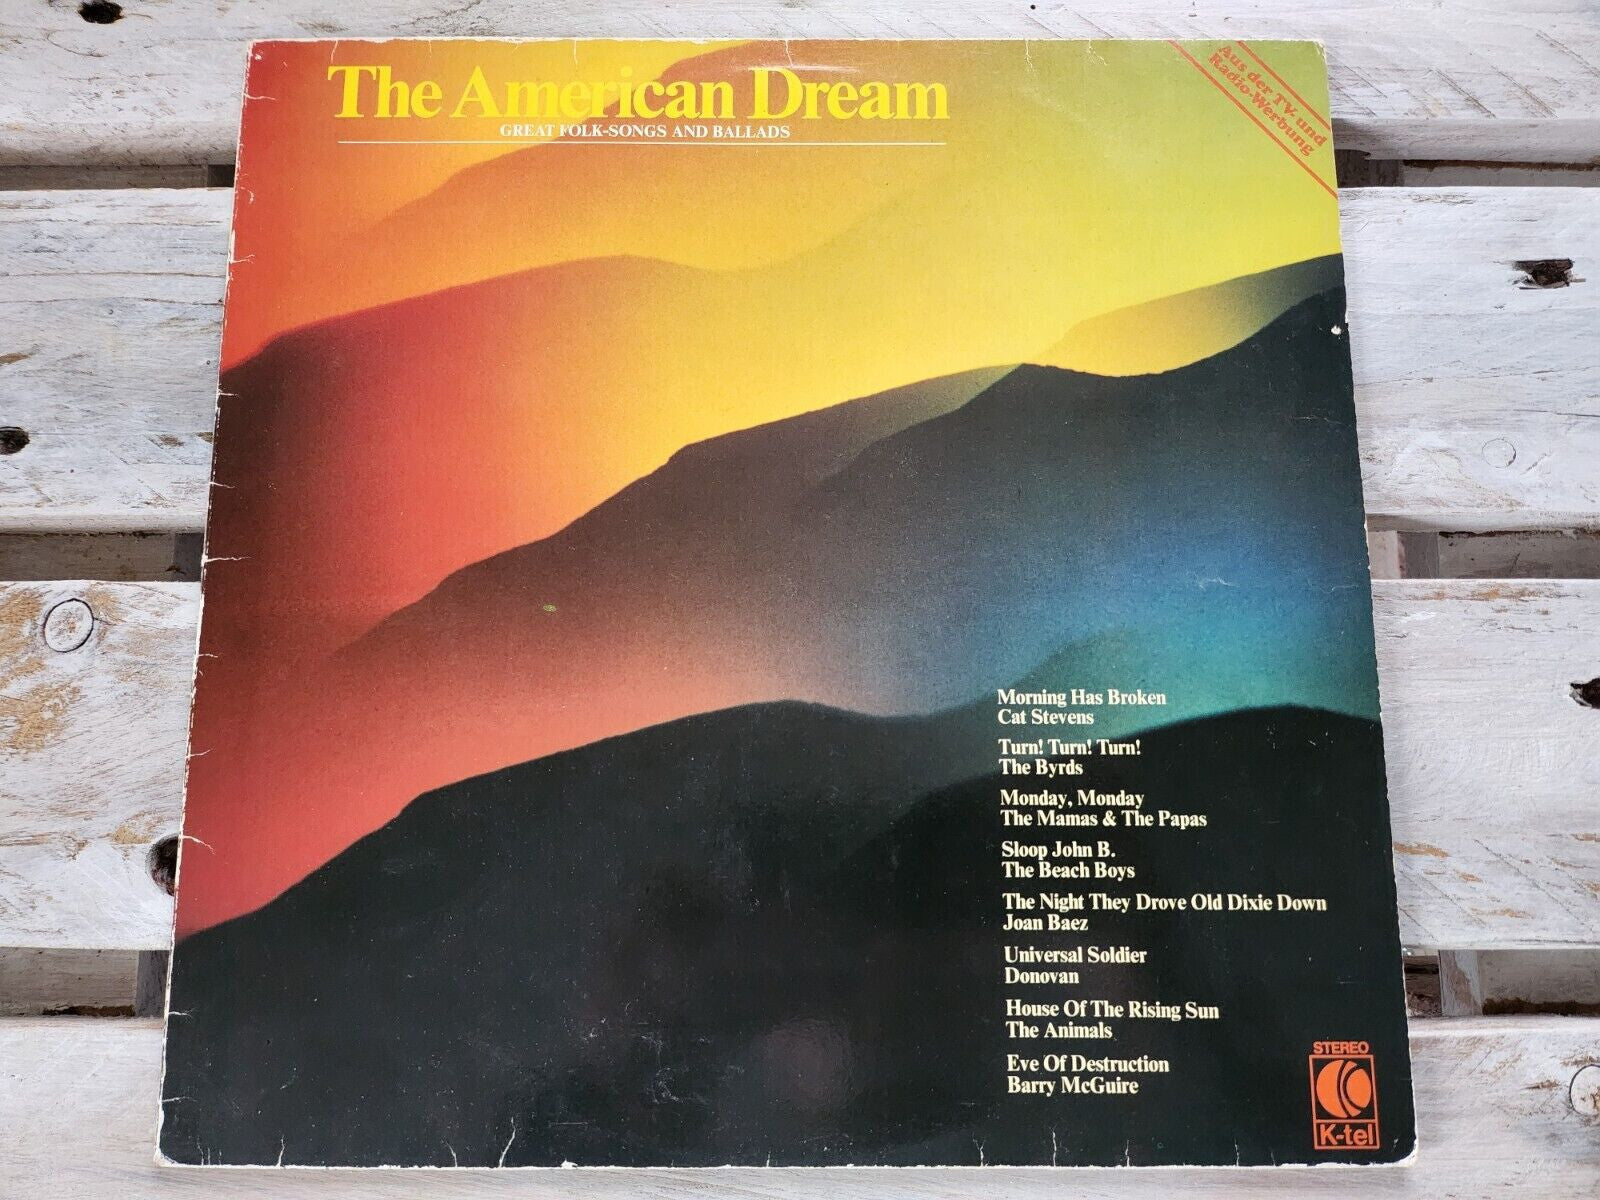 The American Dream
GREAT FOLK-SONGS AND BALLADS
Aus der TV. und
Radio-Werbung
Morning Has Broken
Cat Stevens
Turn! Turn! Turn!
The Byrds
Monday, Monday
The Mamas & The Papas
Sloop John B.
The Beach Boys
The Night They Drove Old Dixie Down
Joan Baez
Universal Soldier
Donovan
House Of The Rising Sun
The Animals
Eve Of Destruction
Barry McGuire
STEREO
K-tel